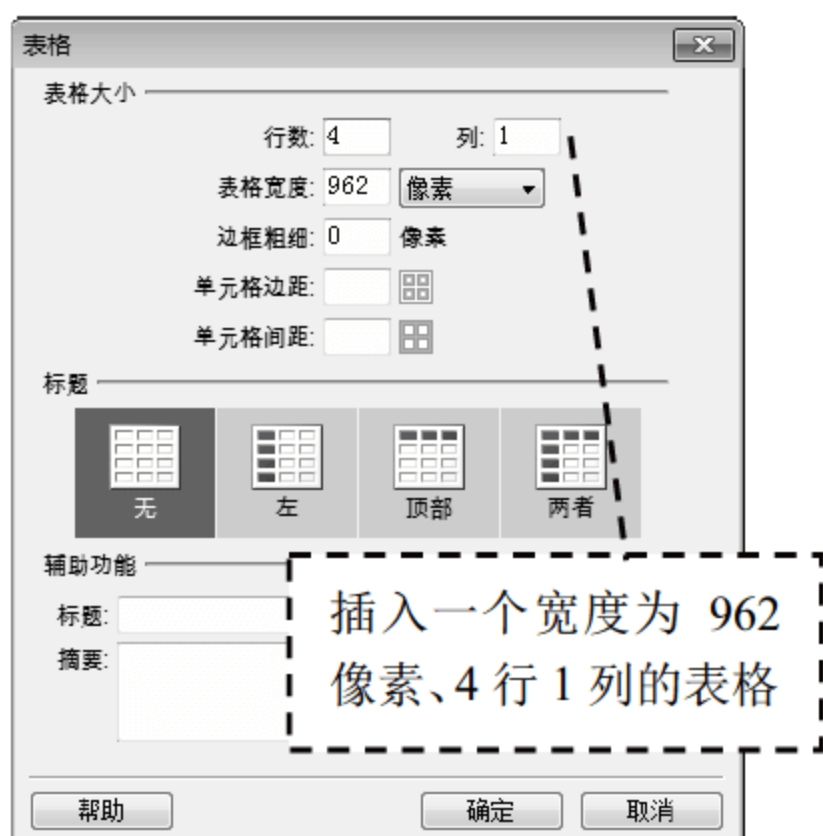 表格
表格大小
行数: 4 列: 1
表格宽度: 962 像素
边框粗细: 0 像素
单元格边距:
单元格间距:
标题
无 左 顶部 两者
辅助功能
标题:
摘要:
插入一个宽度为 962
像素、4 行 1 列的表格
帮助 确定 取消